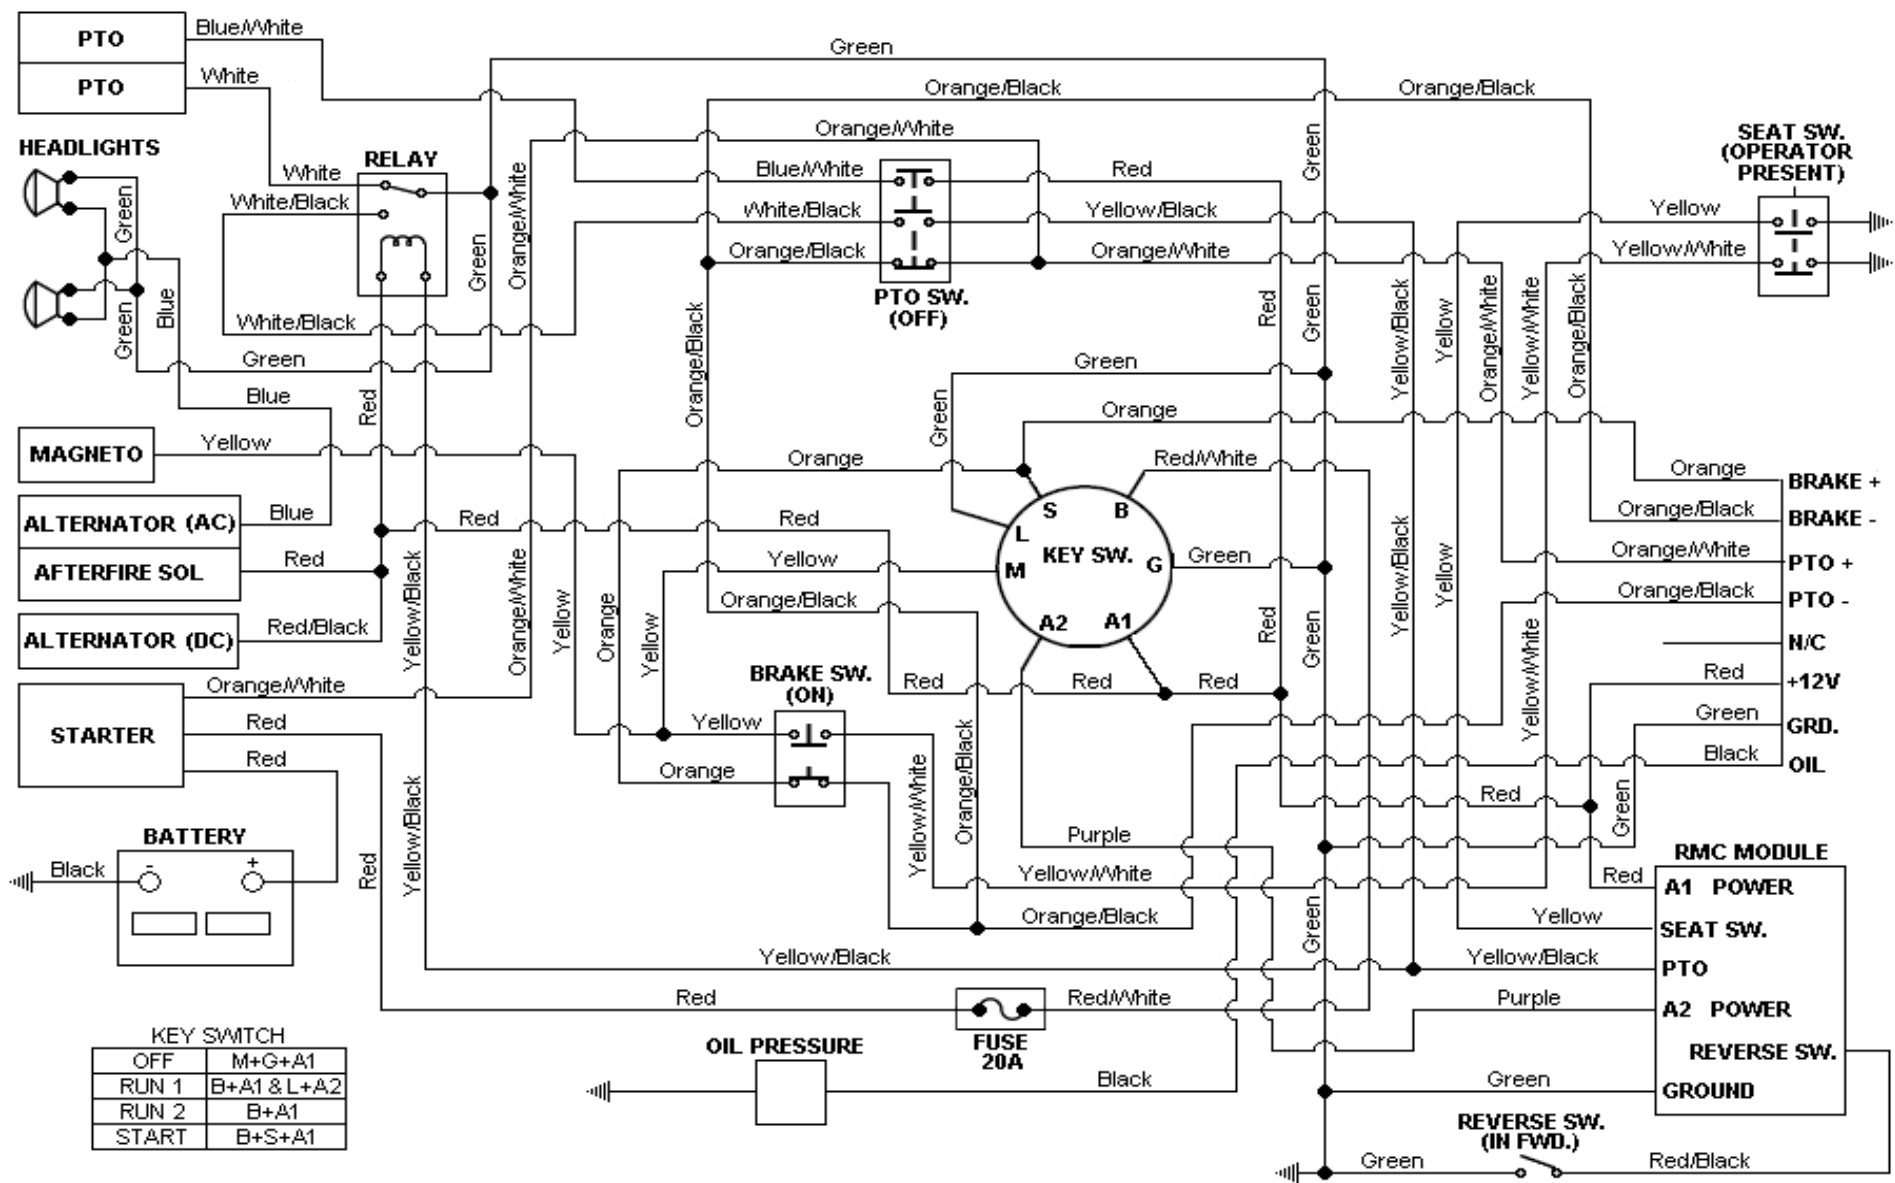 PTO
Blue/White
PTO
White
Green
Orange/Black
Orange/Black
HEADLIGHTS
RELAY
White
White/Black
Green
Green
Blue
White/Black
Green
Green
Orange/White
Orange/White
Blue/White
White/Black
Orange/Black
PTO SW.
(OFF)
Red
Yellow/Black
Orange/White
Green
SEAT SW.
(OPERATOR
PRESENT)
Yellow
Yellow/White
Orange/Black
Red
Green
Yellow/Black
Yellow
Orange/White
Yellow/White
Orange/Black
Blue
Red
Green
Green
Orange
MAGNETO
Yellow
Orange
Red/White
ALTERNATOR (AC)
Blue
Red
Red
AFTERFIRE SOL
Red
Yellow
ALTERNATOR (DC)
Red/Black
Orange/Black
Yellow/Black
Orange/White
Yellow
Orange
Yellow
S
B
L
KEY SW.
M
G
A2
A1
Green
Red
Green
Yellow/Black
Yellow
Yellow/White
Orange
BRAKE +
Orange/Black
BRAKE -
Orange/White
PTO +
Orange/Black
PTO -
N/C
Red
+12V
Green
GRD.
Black
OIL
STARTER
Orange/White
Red
Red
BRAKE SW.
(ON)
Yellow
Orange
Red
Red
Red
Orange/Black
Yellow/White
Red
Green
BATTERY
-
+
Black
Red
Yellow/Black
Purple
Yellow/White
Orange/Black
Green
RMC MODULE
Red
A1 POWER
Yellow
SEAT SW.
Yellow/Black
Yellow/Black
PTO
Red
Red/White
FUSE
20A
Purple
A2 POWER
REVERSE SW.
OIL PRESSURE
Black
Green
GROUND
REVERSE SW.
(IN FWD.)
Green
Red/Black
KEY SWITCH
OFF M+G+A1
RUN 1 B+A1 & L+A2
RUN 2 B+A1
START B+S+A1